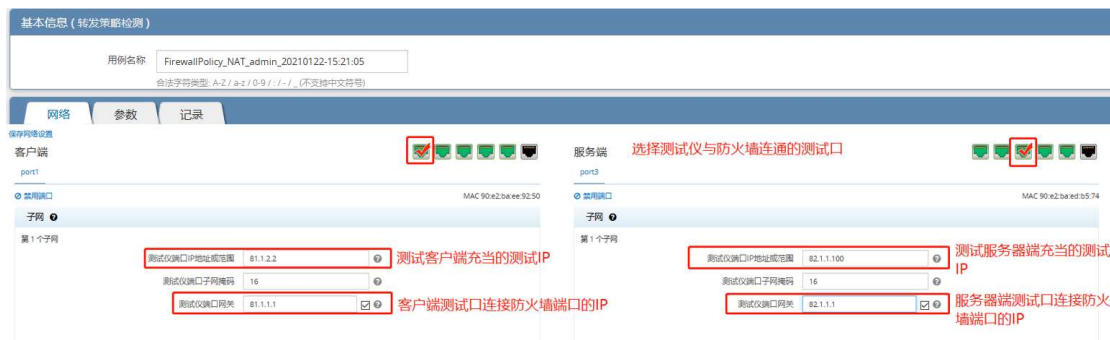 基本信息 ( 转发策略检测 )
用例名称 FirewallPolicy_NAT_admin_20210122-15:21:05
合法字符类型: A-Z / a-z / 0-9 / : / - / _ (不支持中文符号)
网络 参数 记录
保存网络设置
客户端
port1
禁用端口 MAC 90:e2:ba:ee:92:50
子网
第 1 个子网
测试仪端口IP地址或范围 81.1.2.2 测试客户端充当的测试IP
测试仪端口子网掩码 16
测试仪端口网关 81.1.1.1 客户端测试口连接防火墙端口的IP
服务端 选择测试仪与防火墙连通的测试口
port3
禁用端口 MAC 90:e2:ba:ed:b5:74
子网
第 1 个子网
测试仪端口IP地址或范围 82.1.1.100 测试服务器端充当的测试
IP
测试仪端口子网掩码 16
测试仪端口网关 82.1.1.1 服务器端测试口连接防火
墙端口的IP